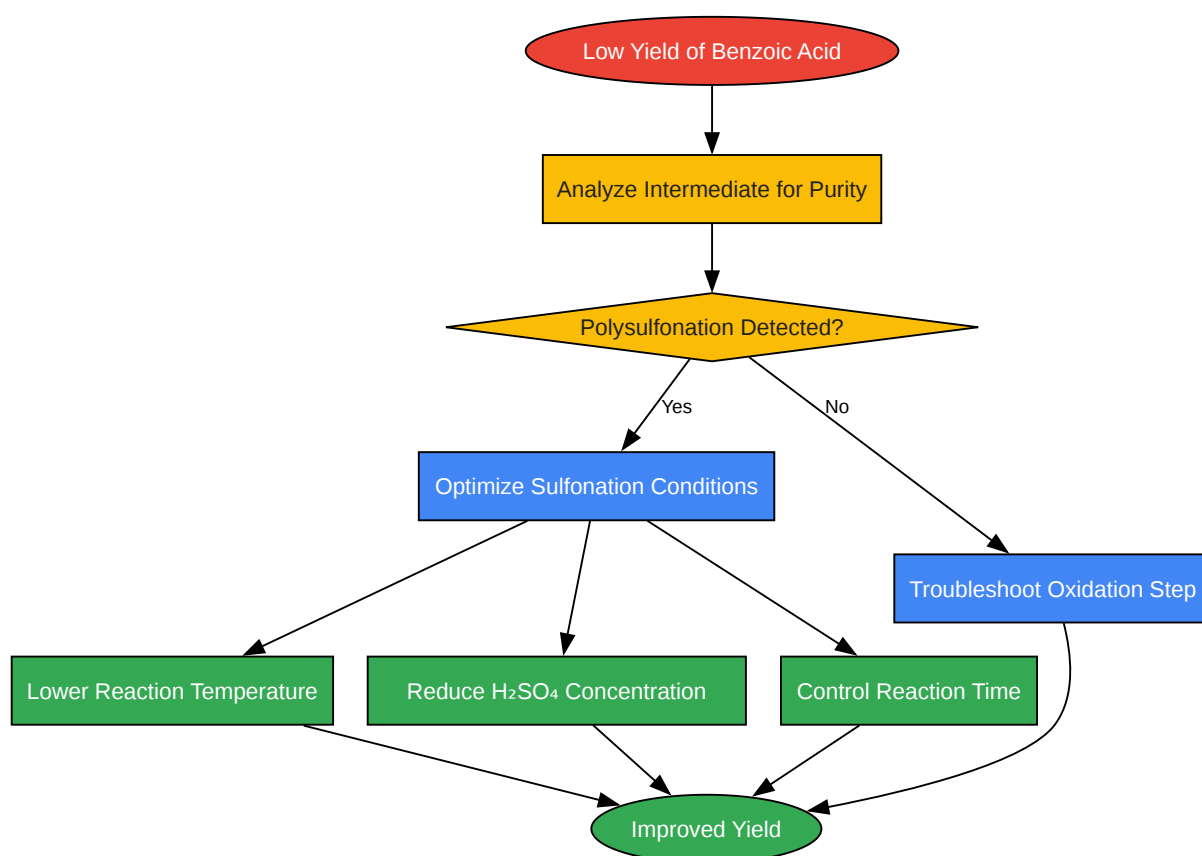 Low Yield of Benzoic Acid
Analyze Intermediate for Purity
Polysulfonation Detected?
Yes
No
Optimize Sulfonation Conditions
Troubleshoot Oxidation Step
Lower Reaction Temperature
Reduce H₂SO₄ Concentration
Control Reaction Time
Improved Yield